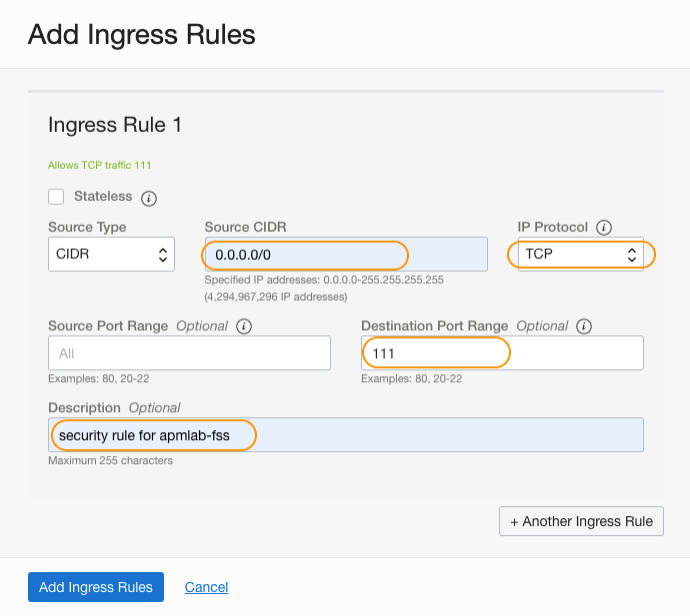 Add Ingress Rules
Ingress Rule 1
Allows TCP traffic 111
Stateless i
Source Type Source CIDR IP Protocol i
CIDR 0.0.0.0/0 TCP
Specified IP addresses: 0.0.0.0-255.255.255.255
(4,294,967,296 IP addresses)
Source Port Range Optional i Destination Port Range Optional i
All 111
Examples: 80, 20-22 Examples: 80, 20-22
Description Optional
security rule for apmlab-fss
Maximum 255 characters
+ Another Ingress Rule
Add Ingress Rules Cancel